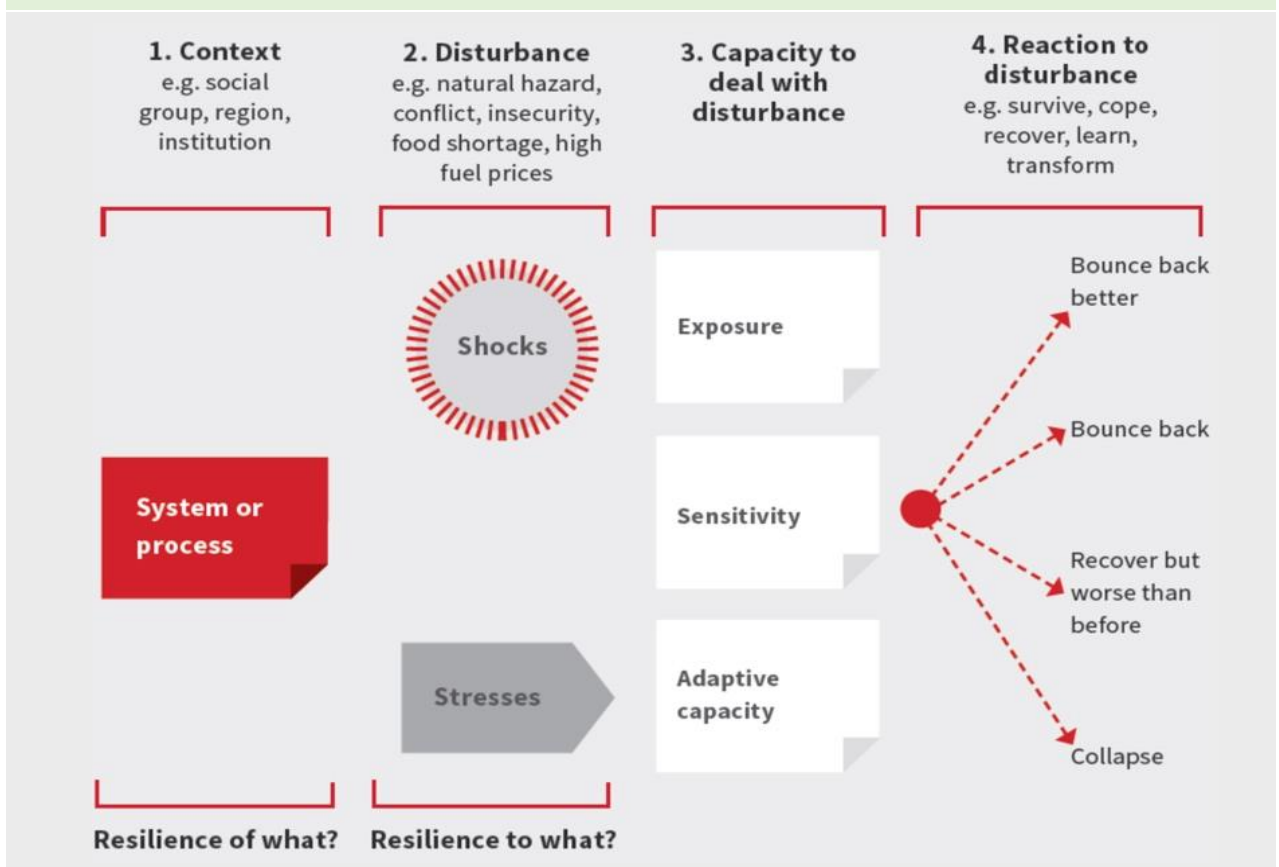 1. Context
e.g. social
group, region,
institution
2. Disturbance
e.g. natural hazard,
conflict, insecurity,
food shortage, high
fuel prices
3. Capacity to
deal with
disturbance
4. Reaction to
disturbance
e.g. survive, cope,
recover, learn,
transform
System or
process
Shocks
Stresses
Exposure
Sensitivity
Adaptive
capacity
Bounce back
better
Bounce back
Recover but
worse than
before
Collapse
Resilience of what?
Resilience to what?